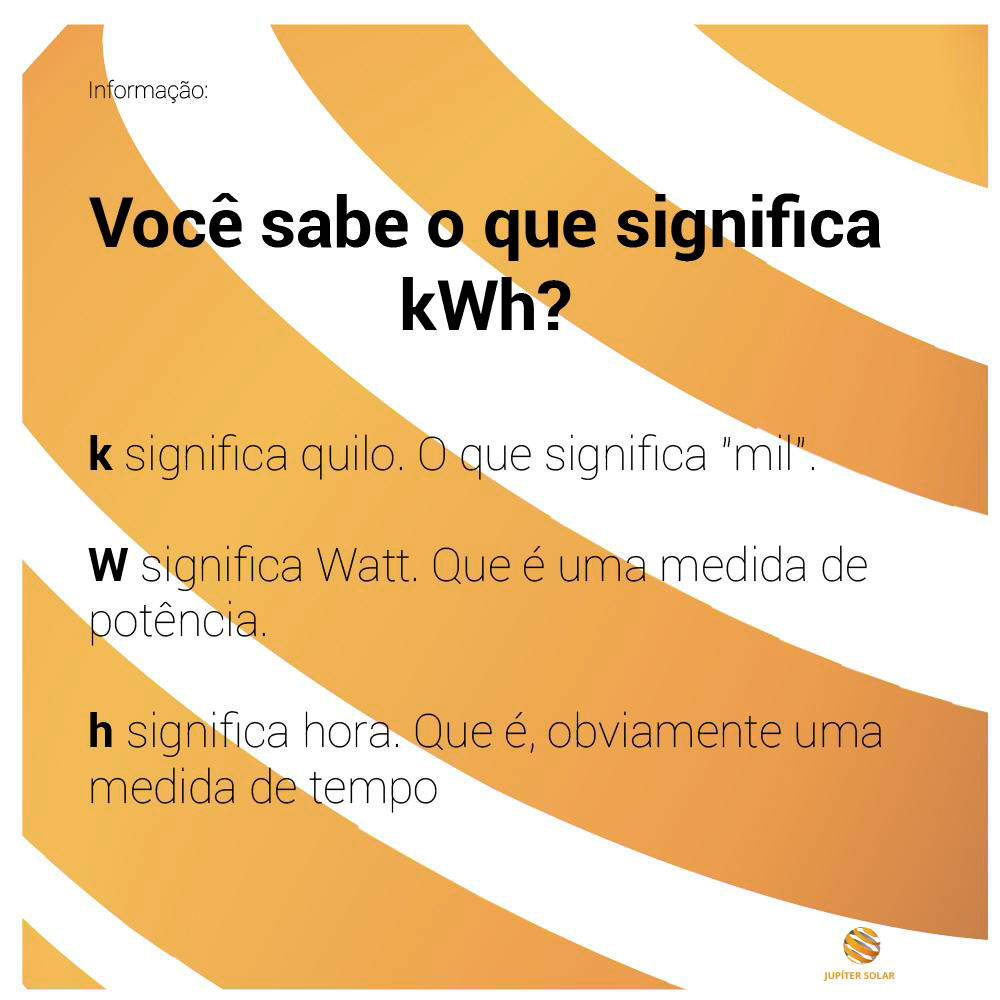 Informação:
Você sabe o que significa
kWh?
k significa quilo. O que significa "mil".
W significa Watt. Que é uma medida de
potência.
h significa hora. Que é, obviamente uma
medida de tempo
JUPÍTER SOLAR